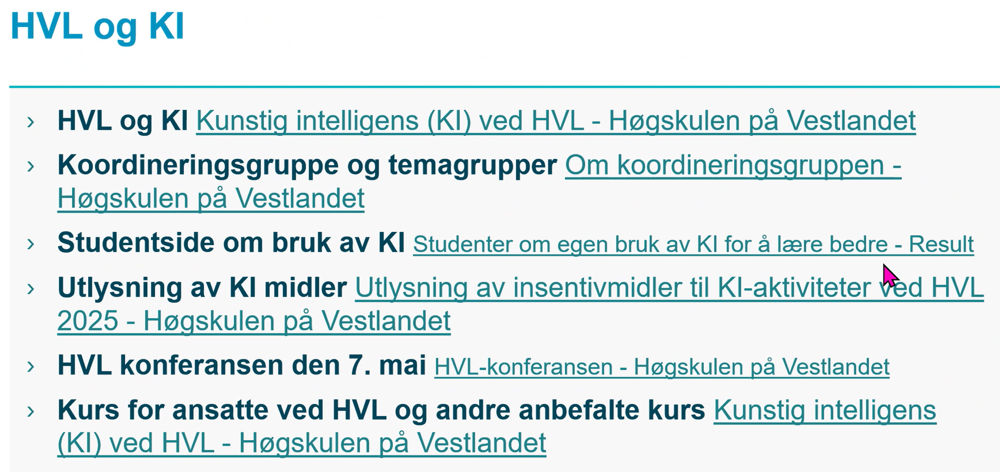 HVL og KI
› HVL og KI Kunstig intelligens (KI) ved HVL - Høgskulen på Vestlandet
› Koordineringsgruppe og temagrupper Om koordineringsgruppen -
Høgskulen på Vestlandet
› Studentside om bruk av KI Studenter om egen bruk av KI for å lære bedre - Result
› Utlysning av KI midler Utlysning av insentivmidler til KI-aktiviteter ved HVL
2025 - Høgskulen på Vestlandet
› HVL konferansen den 7. mai HVL-konferansen - Høgskulen på Vestlandet
› Kurs for ansatte ved HVL og andre anbefalte kurs Kunstig intelligens
(KI) ved HVL - Høgskulen på Vestlandet